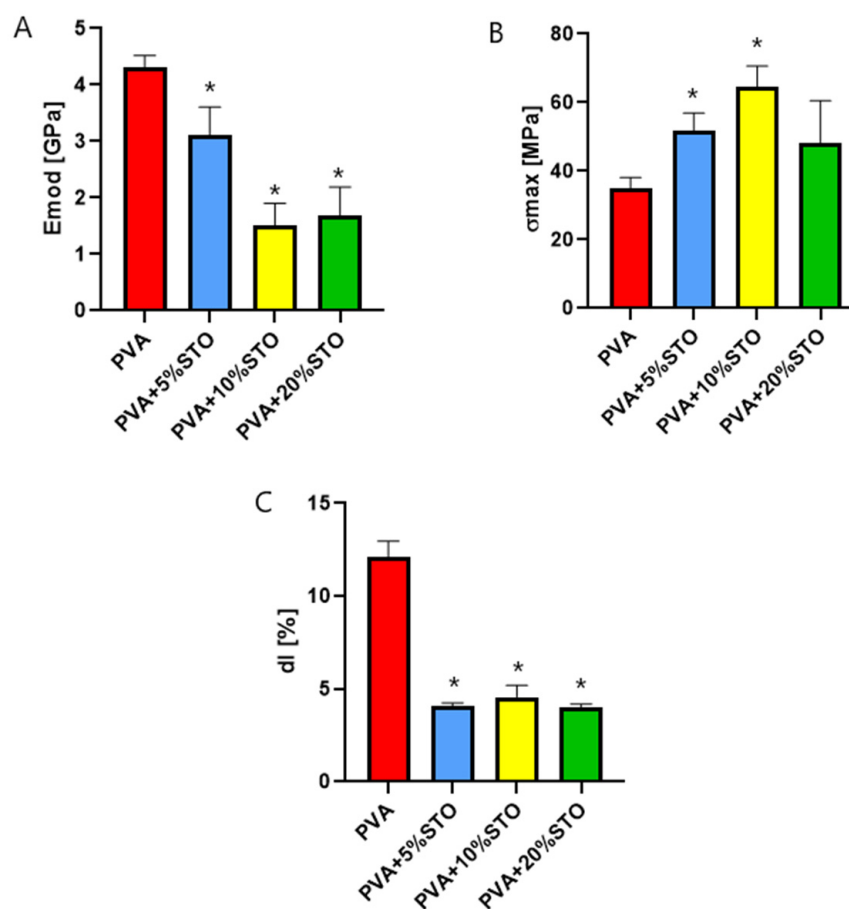 A
Emod [GPa]
5
4
3
2
1
0
*
*
*
PVA
PVA+5%STO
PVA+10%STO
PVA+20%STO
B
σmax [MPa]
80
60
40
20
0
*
*
PVA
PVA+5%STO
PVA+10%STO
PVA+20%STO
C
dl [%]
15
10
5
0
*
*
*
PVA
PVA+5%STO
PVA+10%STO
PVA+20%STO